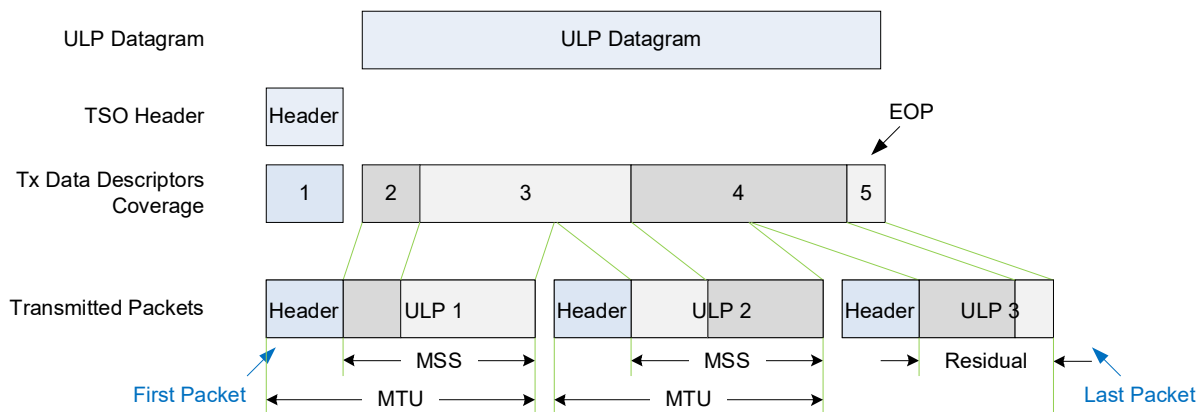 ULP Datagram
ULP Datagram
TSO Header
Header
EOP
Tx Data Descriptors
Coverage
1
2
3
4
5
Transmitted Packets
Header
ULP 1
Header
ULP 2
Header
ULP 3
MSS
MSS
Residual
First Packet
MTU
MTU
Last Packet